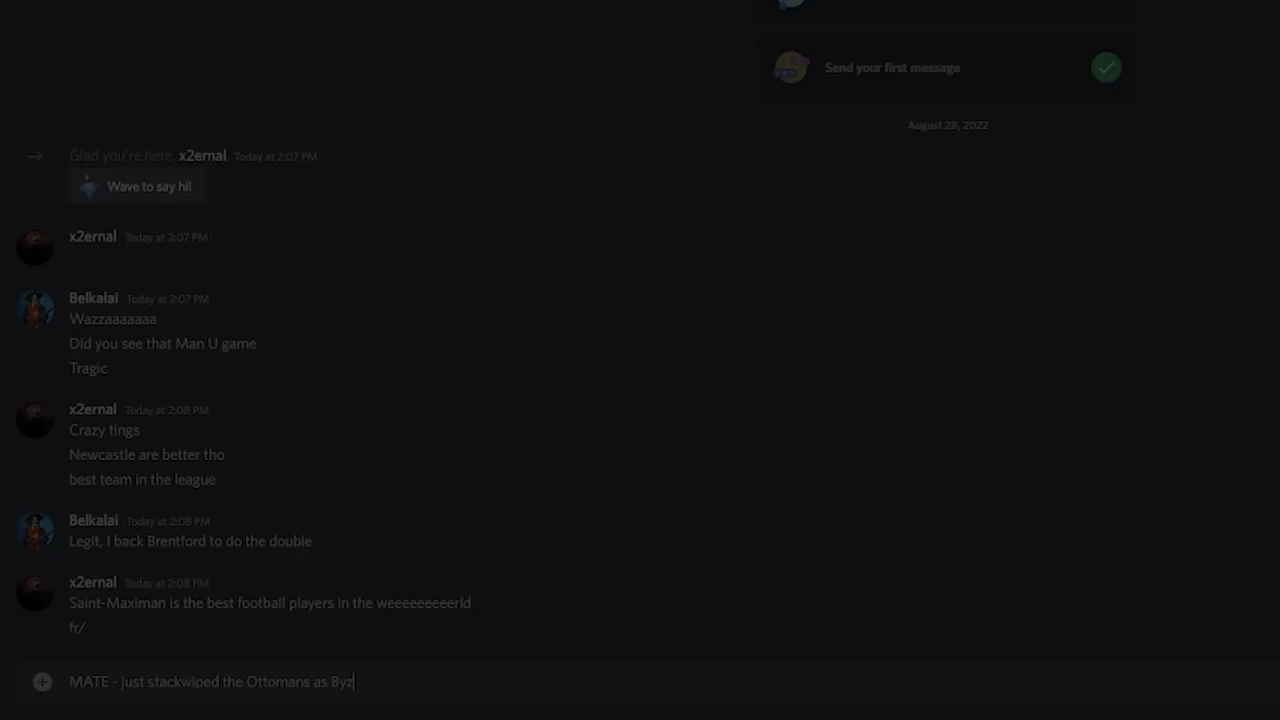 Send your first message
August 28, 2022
Glad you're here, x2ernal Today at 2:07 PM
Wave to say hi!
x2ernal Today at 2:07 PM
Belkalai Today at 2:07 PM
Wazzaaaaaaa
Did you see that Man U game
Tragic
x2ernal Today at 2:08 PM
Crazy tings
Newcastle are better tho
best team in the league
Belkalai Today at 2:08 PM
Legit, I back Brentford to do the double
x2ernal Today at 2:08 PM
Saint-Maximan is the best football players in the weeeeeeeerld
fr/
MATE - just stackwiped the Ottomans as Byz